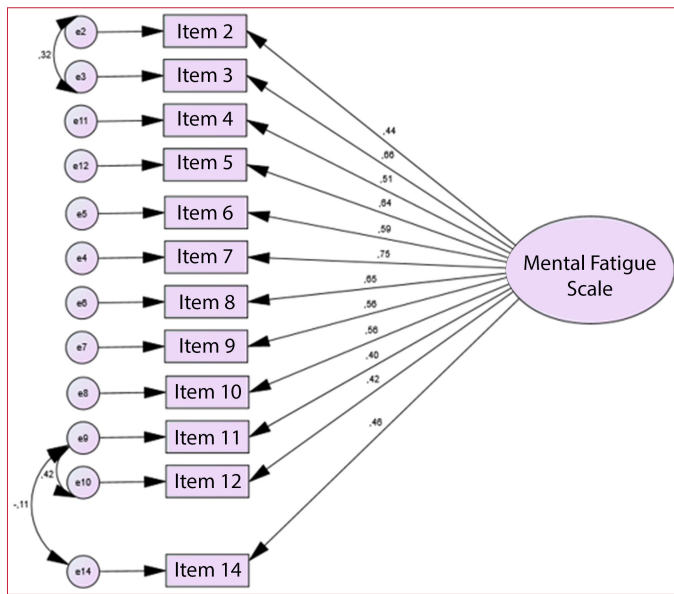 e2 Item 2
,32
e3 Item 3
e11 Item 4
e12 Item 5
e5 Item 6
e4 Item 7
e6 Item 8
e7 Item 9
e8 Item 10
e9 Item 11
,42
e10 Item 12
-,11
e14 Item 14
,44
,66
,51
,64
,59
,75
,65
,56
,56
,40
,42
,46
Mental Fatigue
Scale